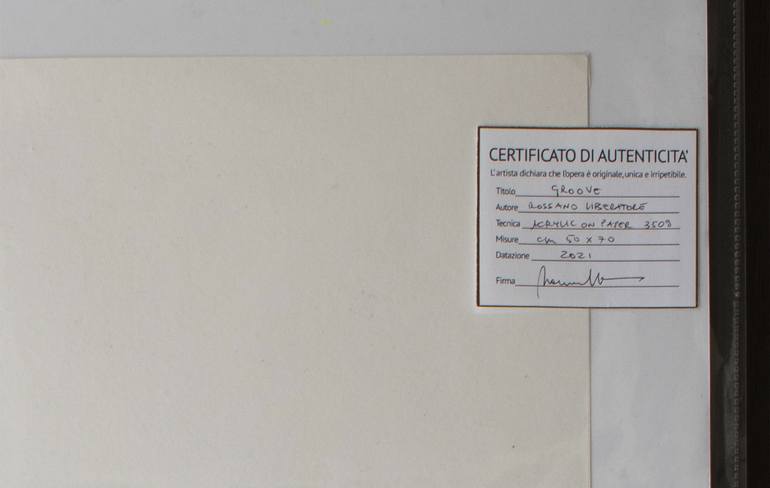 CERTIFICATO DI AUTENTICITA'
L'artista dichiara che l'opera è originale, unica e irripetibile.
Titolo GROOVE
Autore ROSSANO LIBERATORE
Tecnica ACRYLIC ON PAPER 350g
Misure cm 50 x 70
Datazione 2021
Firma